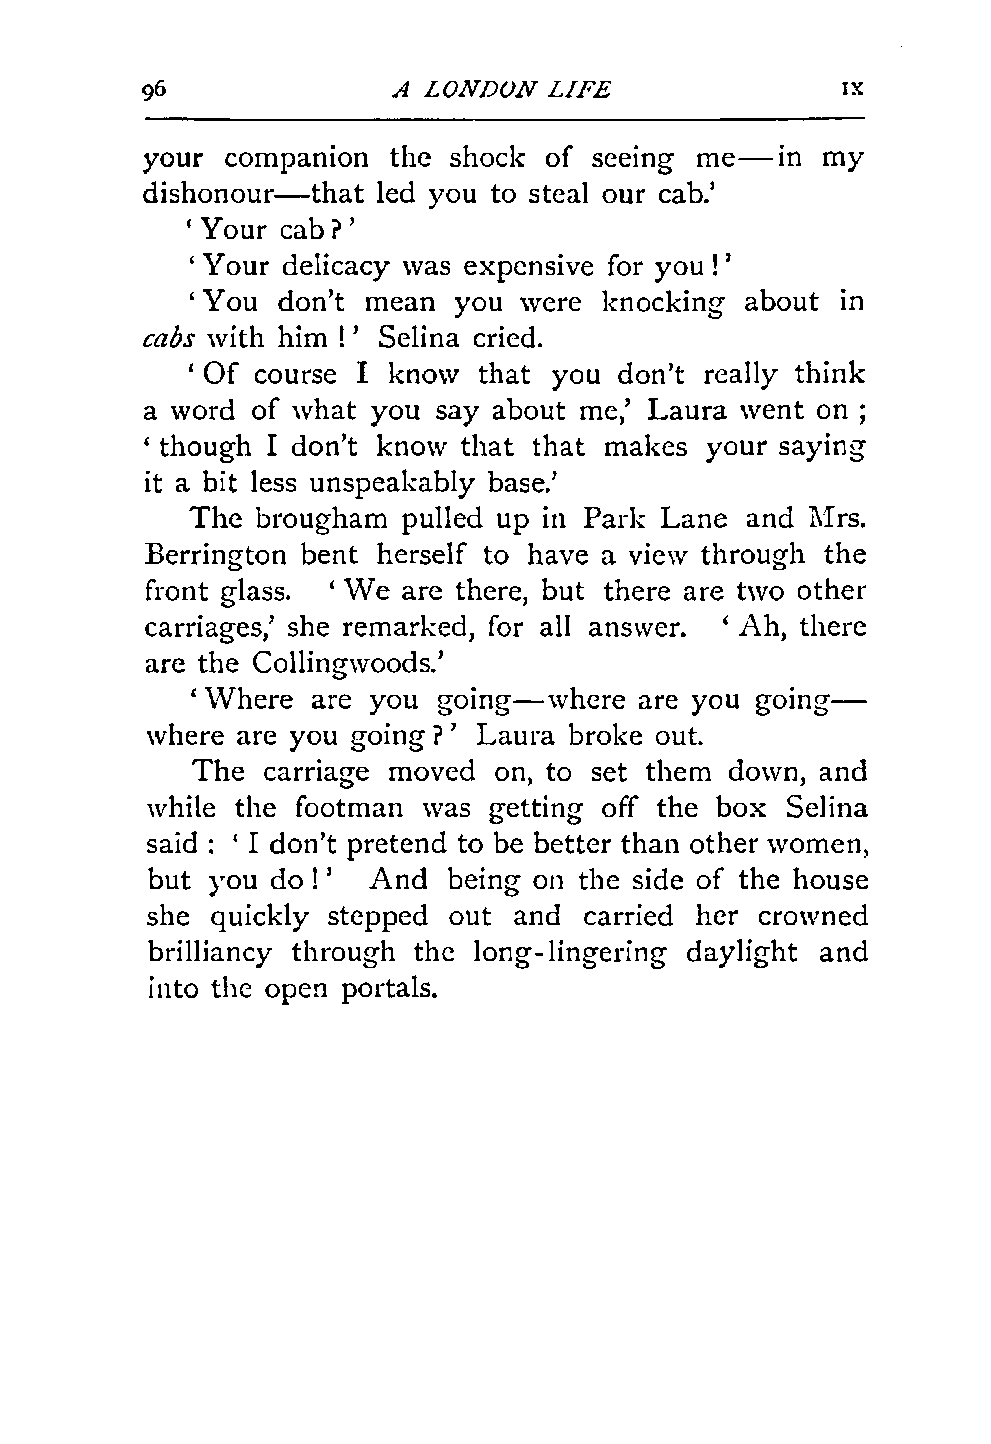 96 A LONDON LIFE IX
your companion the shock of seeing me—in my
dishonour—that led you to steal our cab.'
'Your cab?'
'Your delicacy was expensive for you!'
'You don't mean you were knocking about in
cabs with him!' Selina cried.
'Of course I know that you don't really think
a word of what you say about me,' Laura went on;
'though I don't know that that makes your saying
it a bit less unspeakably base.'
The brougham pulled up in Park Lane and Mrs.
Berrington bent herself to have a view through the
front glass. 'We are there, but there are two other
carriages,' she remarked, for all answer. 'Ah, there
are the Collingwoods.'
'Where are you going—where are you going—
where are you going?' Laura broke out.
The carriage moved on, to set them down, and
while the footman was getting off the box Selina
said: 'I don't pretend to be better than other women,
but you do!' And being on the side of the house
she quickly stepped out and carried her crowned
brilliancy through the long-lingering daylight and
into the open portals.